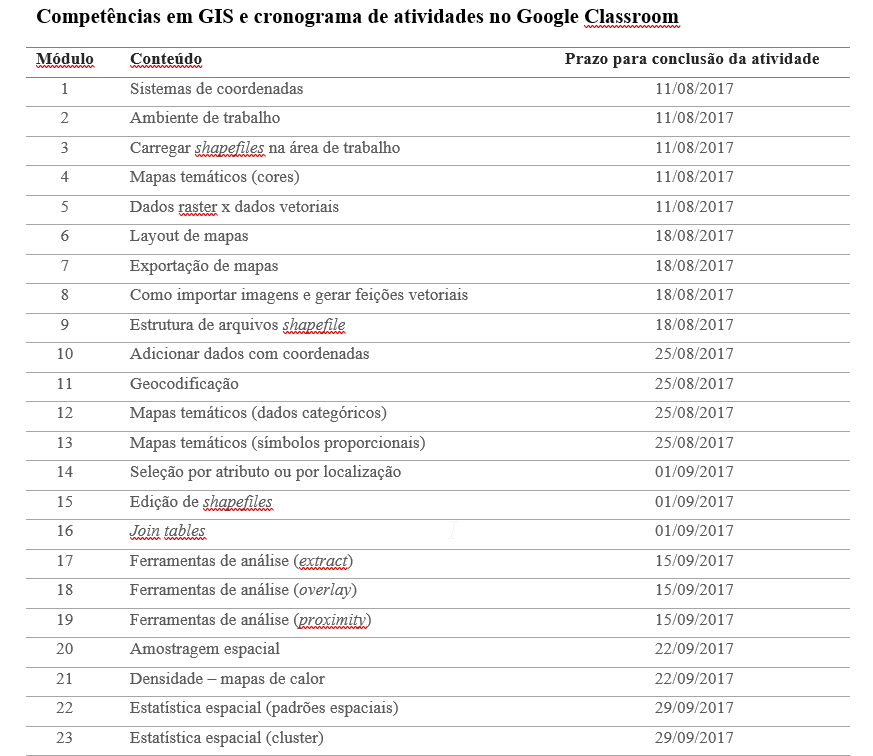 Competências em GIS e cronograma de atividades no Google Classroom
Módulo Conteúdo Prazo para conclusão da atividade
1 Sistemas de coordenadas 11/08/2017
2 Ambiente de trabalho 11/08/2017
3 Carregar shapefiles na área de trabalho 11/08/2017
4 Mapas temáticos (cores) 11/08/2017
5 Dados raster x dados vetoriais 11/08/2017
6 Layout de mapas 18/08/2017
7 Exportação de mapas 18/08/2017
8 Como importar imagens e gerar feições vetoriais 18/08/2017
9 Estrutura de arquivos shapefile 18/08/2017
10 Adicionar dados com coordenadas 25/08/2017
11 Geocodificação 25/08/2017
12 Mapas temáticos (dados categóricos) 25/08/2017
13 Mapas temáticos (símbolos proporcionais) 25/08/2017
14 Seleção por atributo ou por localização 01/09/2017
15 Edição de shapefiles 01/09/2017
16 Join tables 01/09/2017
17 Ferramentas de análise (extract) 15/09/2017
18 Ferramentas de análise (overlay) 15/09/2017
19 Ferramentas de análise (proximity) 15/09/2017
20 Amostragem espacial 22/09/2017
21 Densidade – mapas de calor 22/09/2017
22 Estatística espacial (padrões espaciais) 29/09/2017
23 Estatística espacial (cluster) 29/09/2017